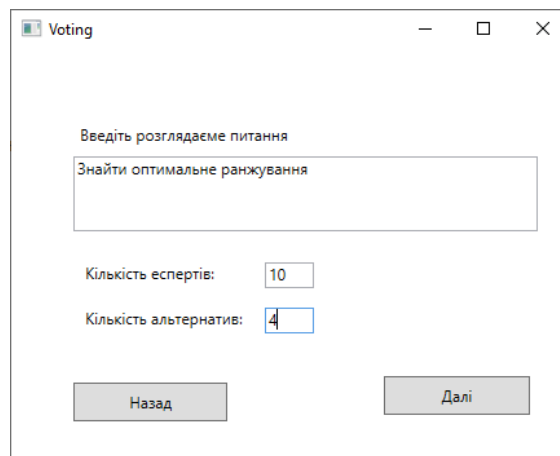 Voting
Введіть розглядаєме питання
Знайти оптимальне ранжування
Кількість еспертів: 10
Кількість альтернатив: 4
Назад Далі